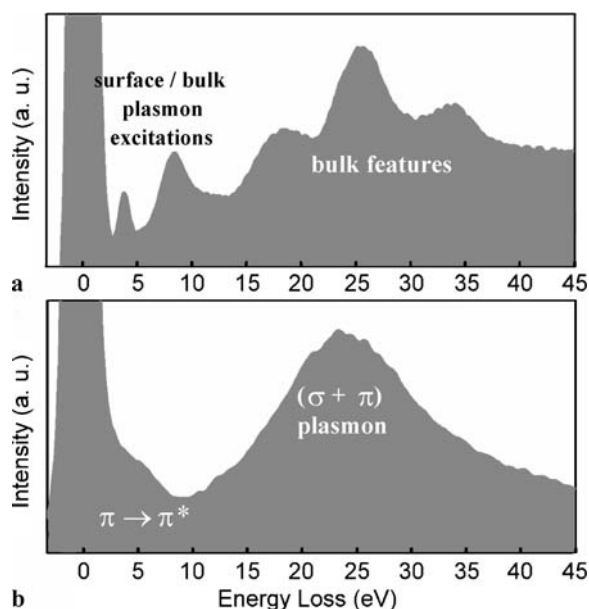 Intensity (a. u.)
surface / bulk
plasmon
excitations
bulk features
0 5 10 15 20 25 30 35 40 45
a
Intensity (a. u.)
(σ + π)
plasmon
π → π*
0 5 10 15 20 25 30 35 40 45
b
Energy Loss (eV)